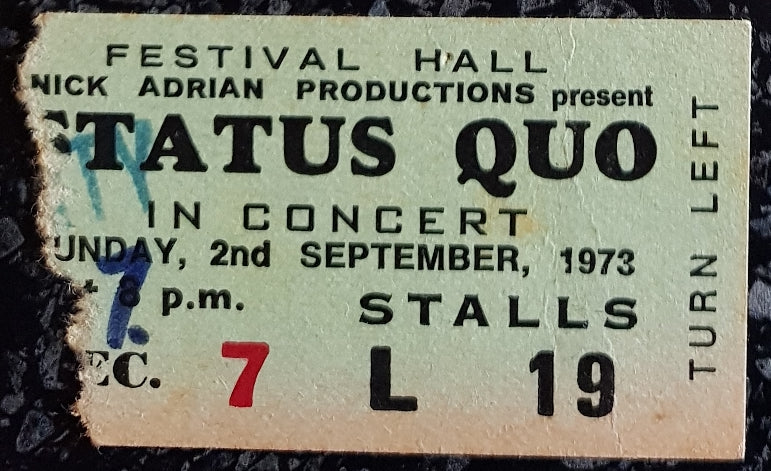 FESTIVAL HALL
NICK ADRIAN PRODUCTIONS present
STATUS QUO
IN CONCERT
UNDAY, 2nd SEPTEMBER, 1973
8 p.m.
STALLS
EC. 7 L 19
TURN LEFT
7.